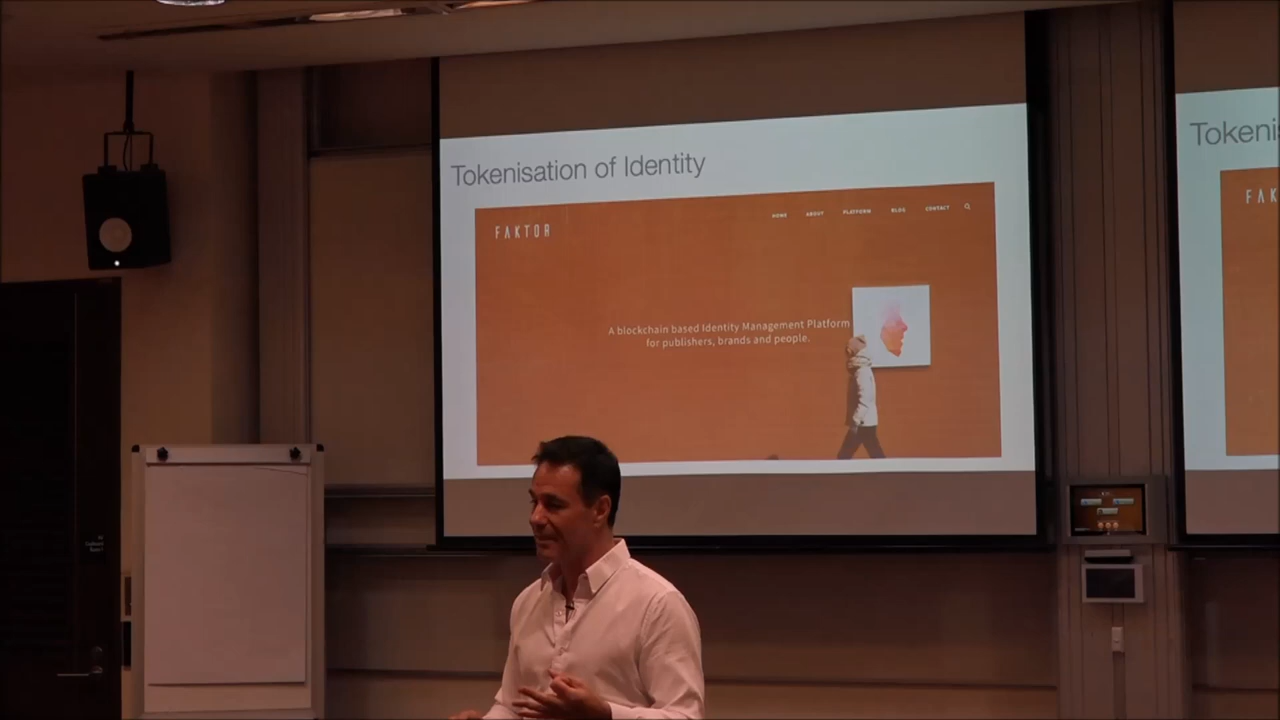 Tokenisation of Identity
FAKTOR
HOME ABOUT PLATFORM BLOG CONTACT
A blockchain based Identity Management Platform
for publishers, brands and people.
Tokeni
FAK